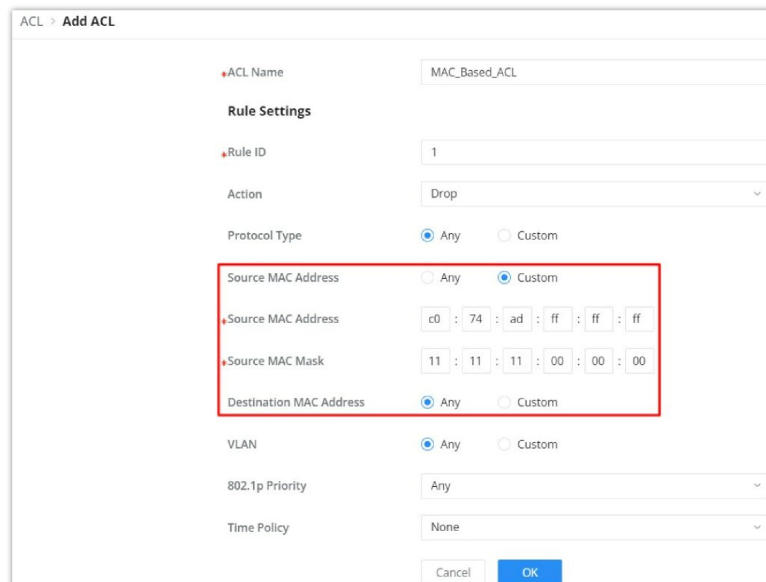 ACL > Add ACL
*ACL Name MAC_Based_ACL
Rule Settings
*Rule ID 1
Action Drop
Protocol Type Any Custom
Source MAC Address Any Custom
*Source MAC Address c0 : 74 : ad : ff : ff : ff
*Source MAC Mask 11 : 11 : 11 : 00 : 00 : 00
Destination MAC Address Any Custom
VLAN Any Custom
802.1p Priority Any
Time Policy None
Cancel OK